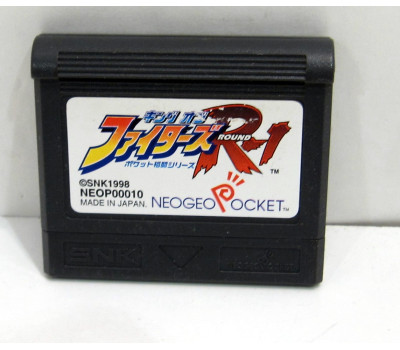 キング オブ
ファイターズ R-1
ROUND
ポケット格闘シリーズ
TM
©SNK1998
NEOP00010
MADE IN JAPAN.
NEOGEO POCKET TM
SNK